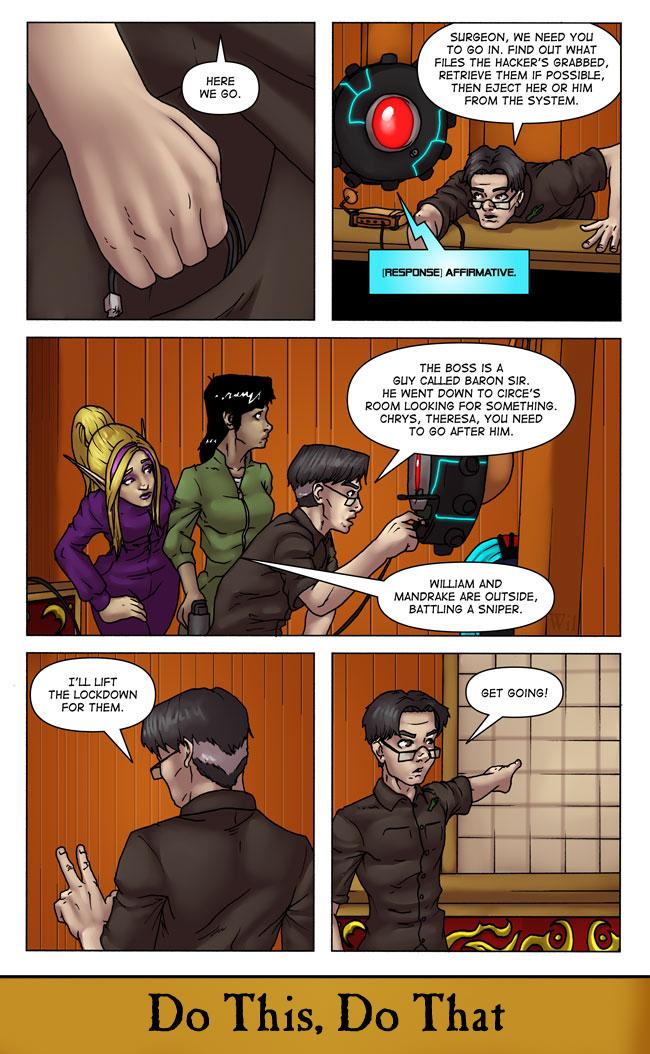 HERE
WE GO.
SURGEON, WE NEED YOU
TO GO IN. FIND OUT WHAT
FILES THE HACKER'S GRABBED,
RETRIEVE THEM IF POSSIBLE,
THEN EJECT HER OR HIM
FROM THE SYSTEM.
[RESPONSE] AFFIRMATIVE.
THE BOSS IS A
GUY CALLED BARON SIR.
HE WENT DOWN TO CIRCE'S
ROOM LOOKING FOR SOMETHING.
CHRYS, THERESA, YOU NEED
TO GO AFTER HIM.
WILLIAM AND
MANDRAKE ARE OUTSIDE,
BATTLING A SNIPER.
I'LL LIFT
THE LOCKDOWN
FOR THEM.
GET GOING!
Do This, Do That